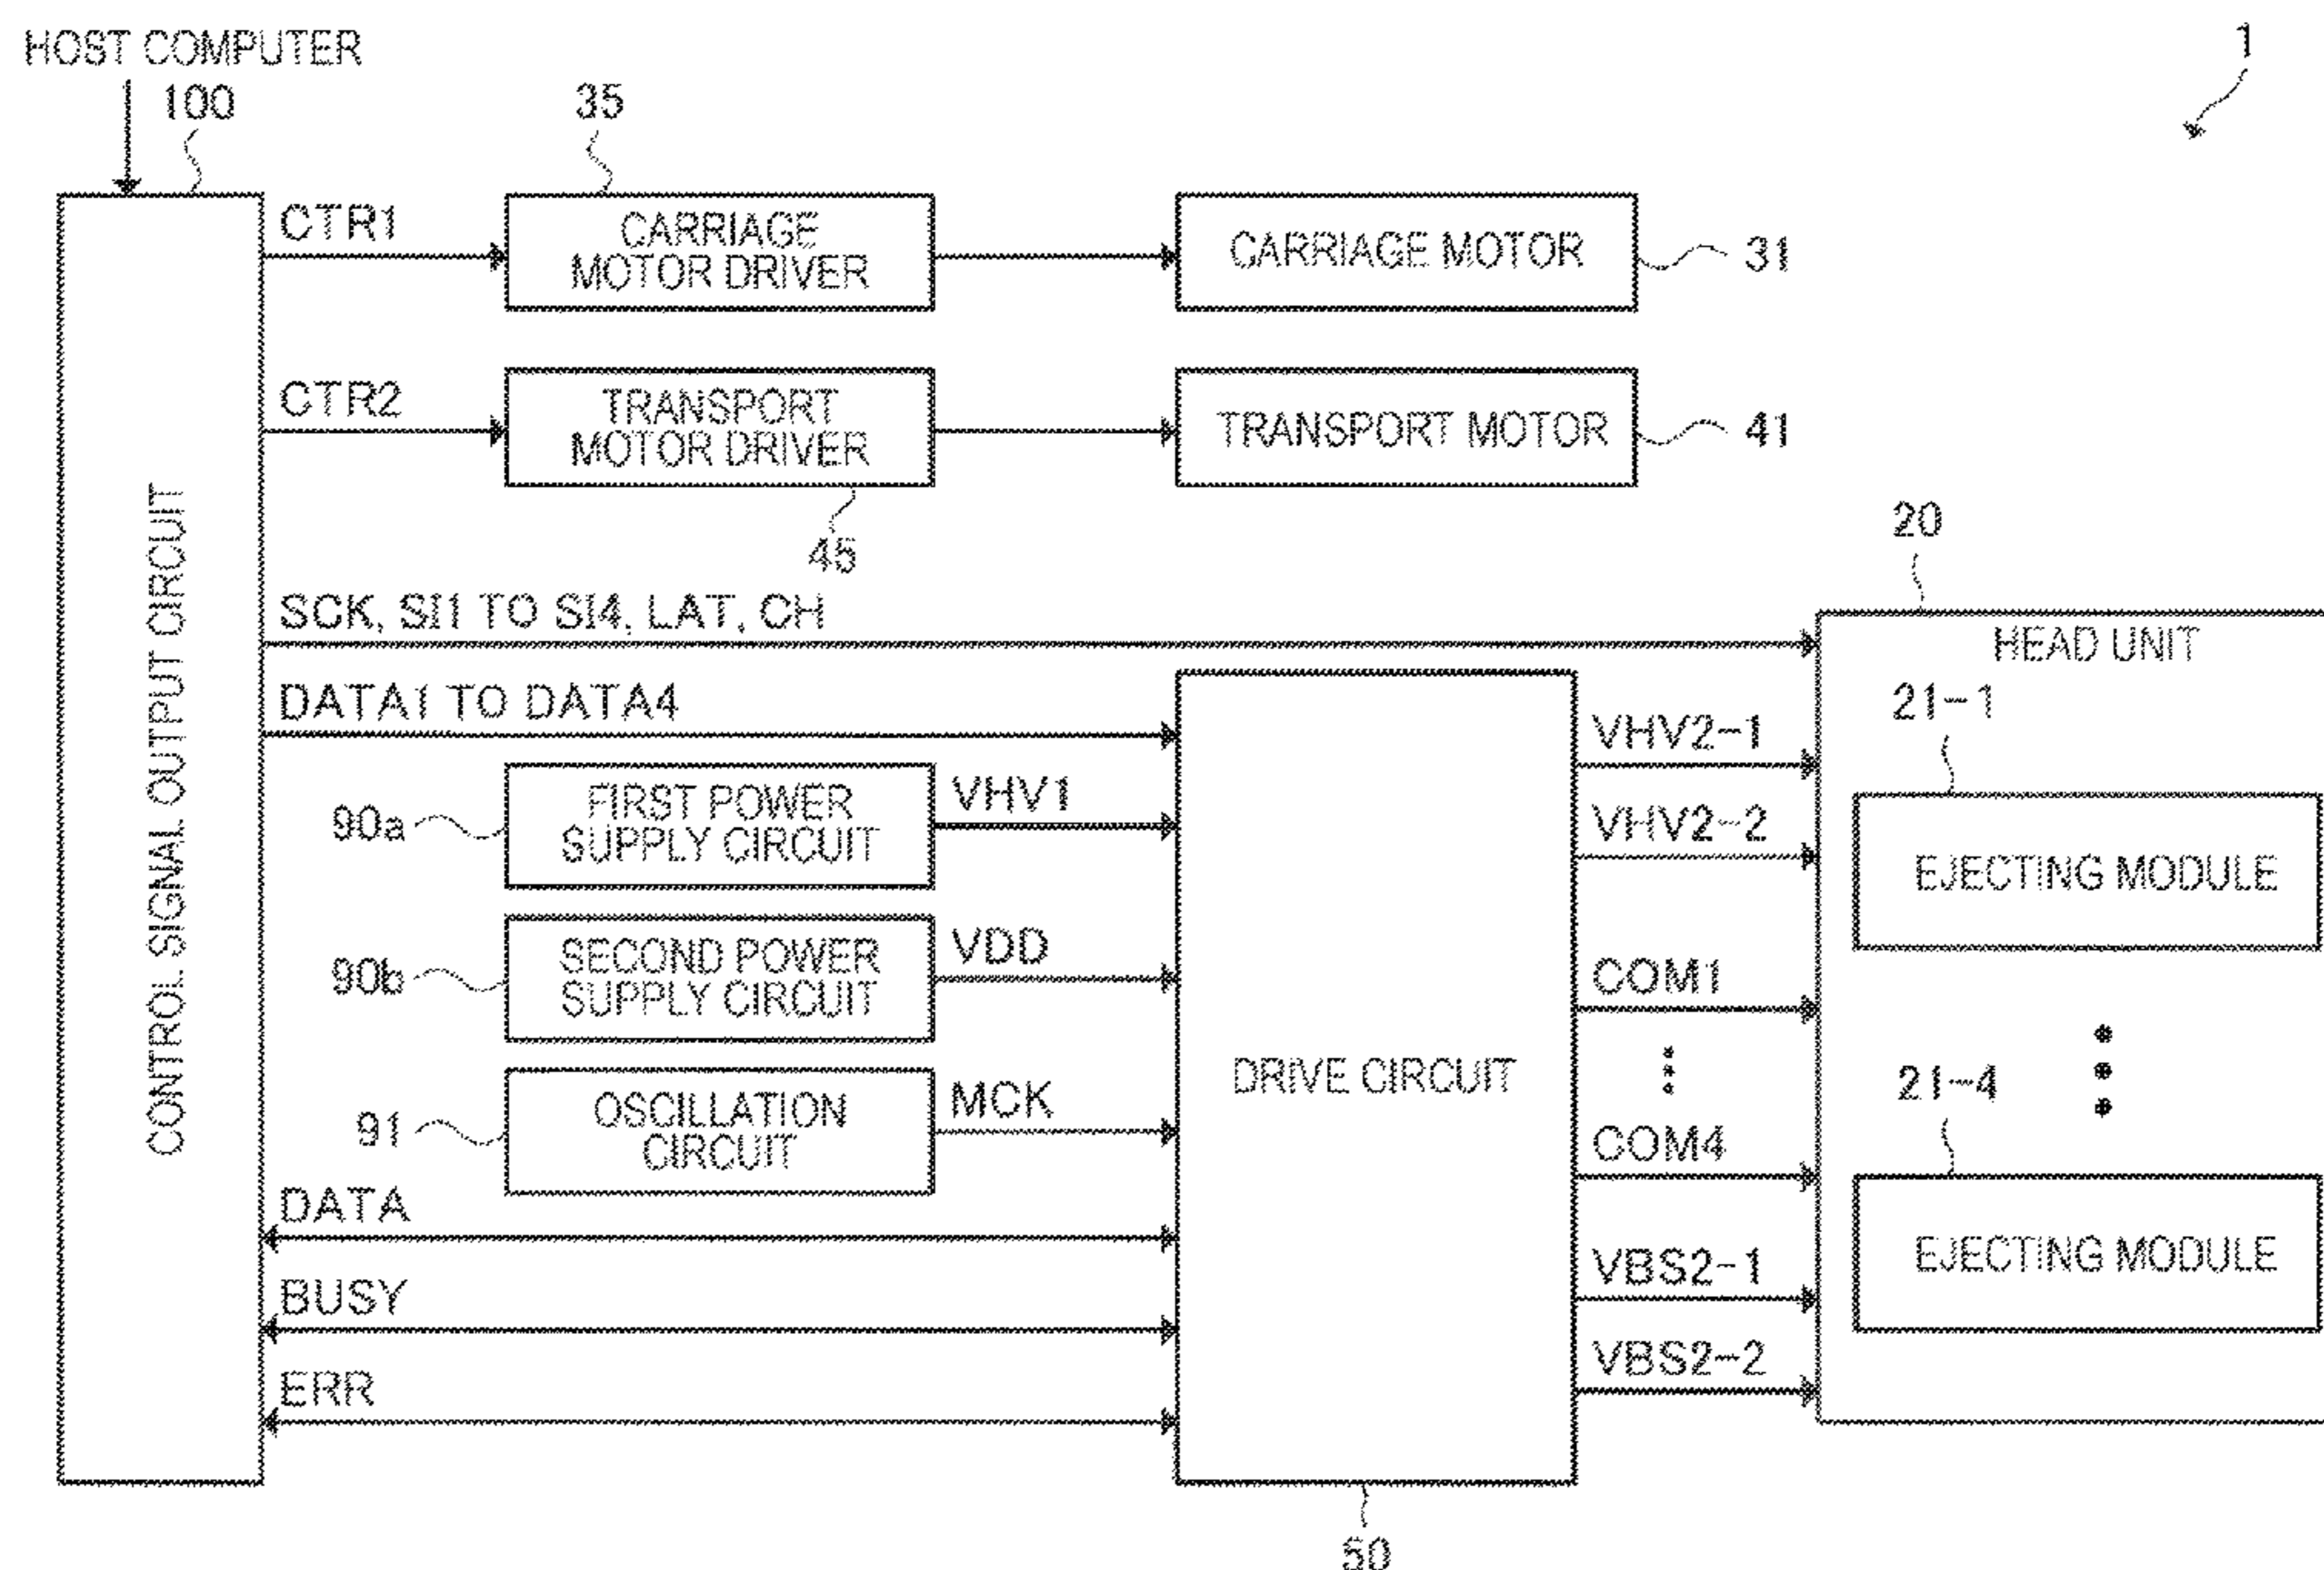 HOST COMPUTER
1
100
35
CTR1
CARRIAGE
MOTOR DRIVER
CARRIAGE MOTOR
31
CTR2
TRANSPORT
MOTOR DRIVER
TRANSPORT MOTOR
41
45
20
CONTROL SIGNAL OUTPUT CIRCUIT
SCK, SI1 TO SI4, LAT, CH
HEAD UNIT
DATA1 TO DATA4
21-1
VHV2-1
90a
FIRST POWER
SUPPLY CIRCUIT
VHV1
VHV2-2
EJECTING MODULE
90b
SECOND POWER
SUPPLY CIRCUIT
VDD
COM1
DRIVE CIRCUIT
91
OSCILLATION
CIRCUIT
MCK
21-4
COM4
DATA
EJECTING MODULE
VBS2-1
BUSY
VBS2-2
ERR
50